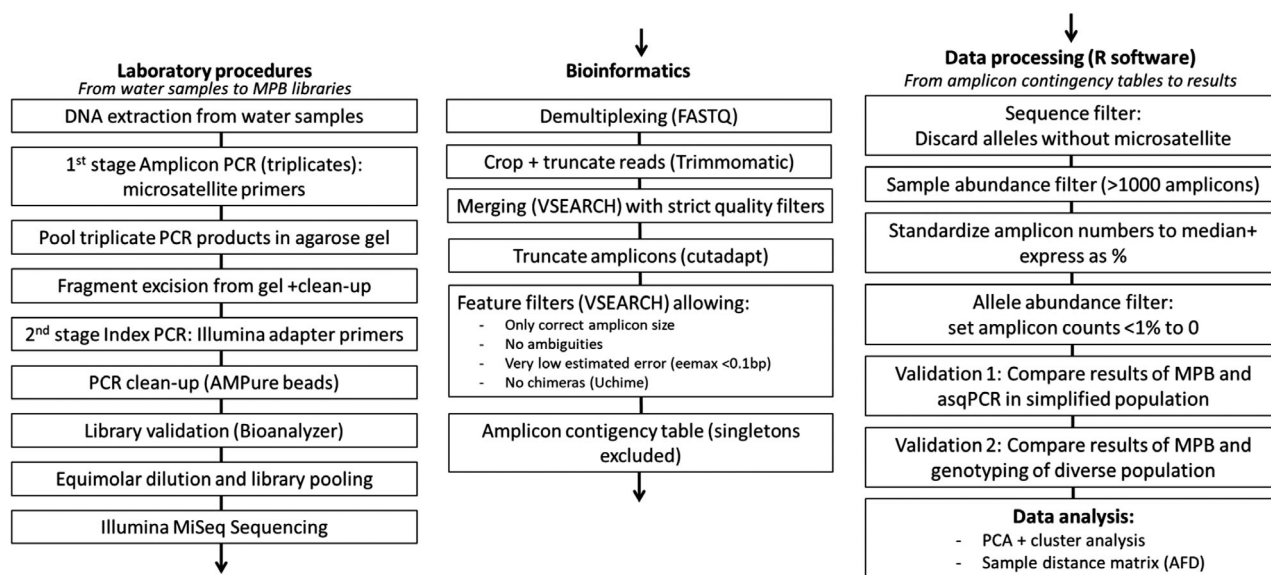 Laboratory procedures
From water samples to MPB libraries
DNA extraction from water samples
1st stage Amplicon PCR (triplicates):
microsatellite primers
Pool triplicate PCR products in agarose gel
Fragment excision from gel +clean-up
2nd stage Index PCR: Illumina adapter primers
PCR clean-up (AMPure beads)
Library validation (Bioanalyzer)
Equimolar dilution and library pooling
Illumina MiSeq Sequencing
Bioinformatics
Demultiplexing (FASTQ)
Crop + truncate reads (Trimmomatic)
Merging (VSEARCH) with strict quality filters
Truncate amplicons (cutadapt)
Feature filters (VSEARCH) allowing:
- Only correct amplicon size
- No ambiguities
- Very low estimated error (eemax <0.1bp)
- No chimeras (Uchime)
Amplicon contigency table (singletons
excluded)
Data processing (R software)
From amplicon contingency tables to results
Sequence filter:
Discard alleles without microsatellite
Sample abundance filter (>1000 amplicons)
Standardize amplicon numbers to median+
express as %
Allele abundance filter:
set amplicon counts <1% to 0
Validation 1: Compare results of MPB and
asqPCR in simplified population
Validation 2: Compare results of MPB and
genotyping of diverse population
Data analysis:
- PCA + cluster analysis
- Sample distance matrix (AFD)